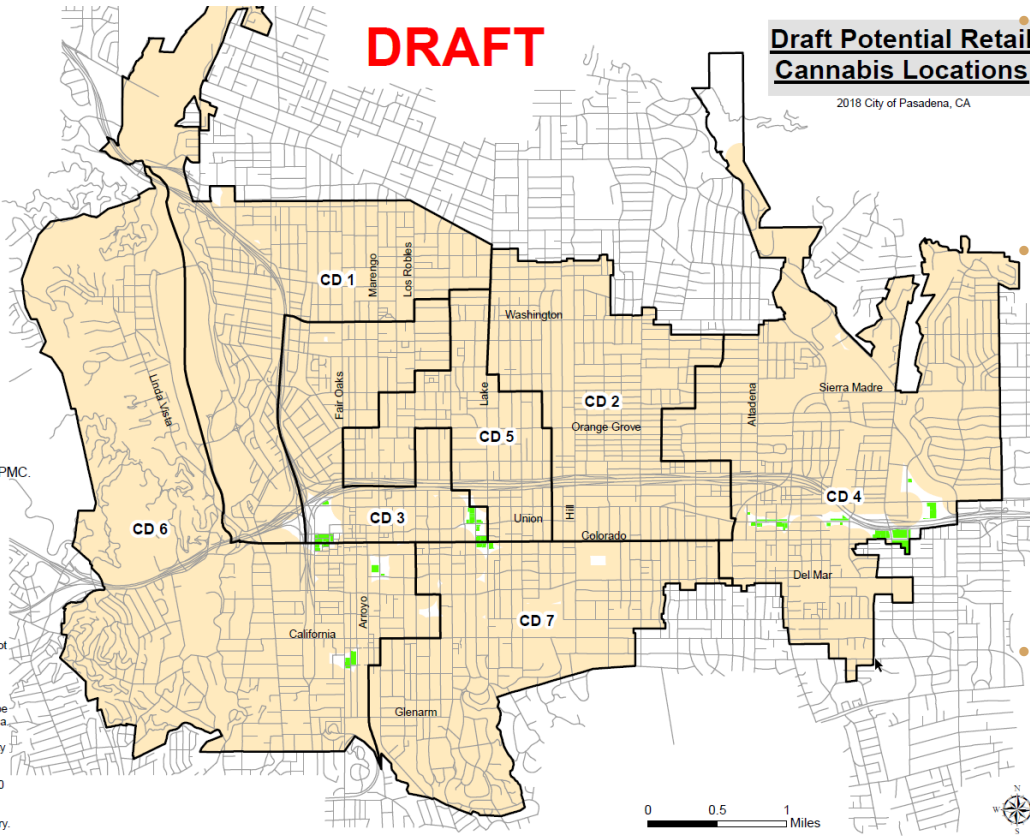 DRAFT
Draft Potential Retail
Cannabis Locations
2018 City of Pasadena, CA
CD 1
Marengo
Los Robles
Washington
Linda Vista
Fair Oaks
Lake
CD 2
Altadena
Sierra Madre
Orange Grove
CD 5
PMC.
CD 4
CD 6
CD 3
Union
Hill
Colorado
Del Mar
Arroyo
CD 7
California
Glenarm
0 0.5 1
Miles
N
W
S
ry.